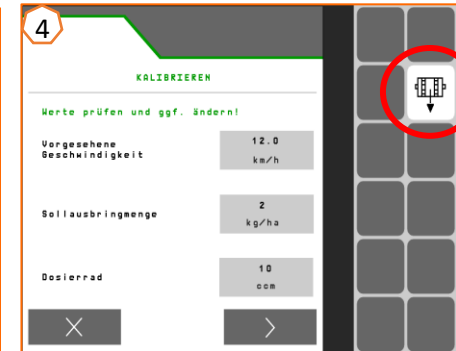 4
KALIBRIEREN
Werte prüfen und ggf. ändern!
Vorgesehene
Geschwindigkeit
12.0
km/h
Sollausbringmenge
2
kg/ha
Dosierrad
10
ccm